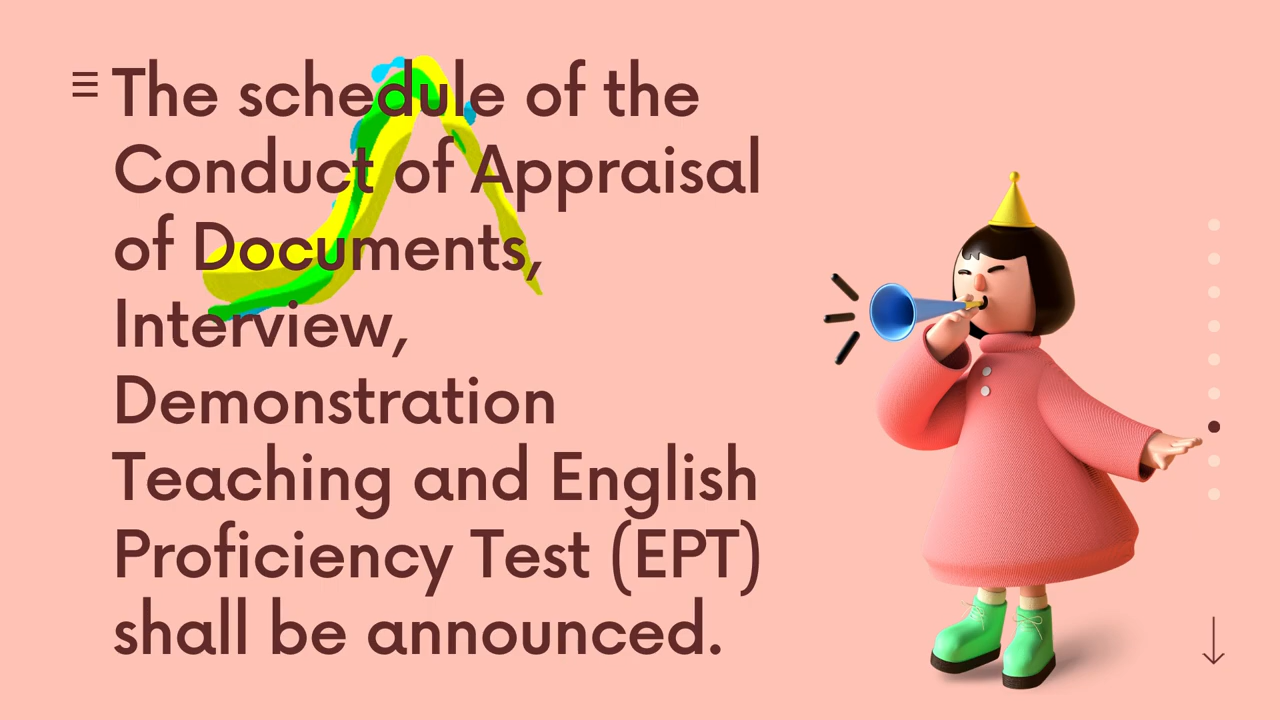 The schedule of the
Conduct of Appraisal
of Documents,
Interview,
Demonstration
Teaching and English
Proficiency Test (EPT)
shall be announced.